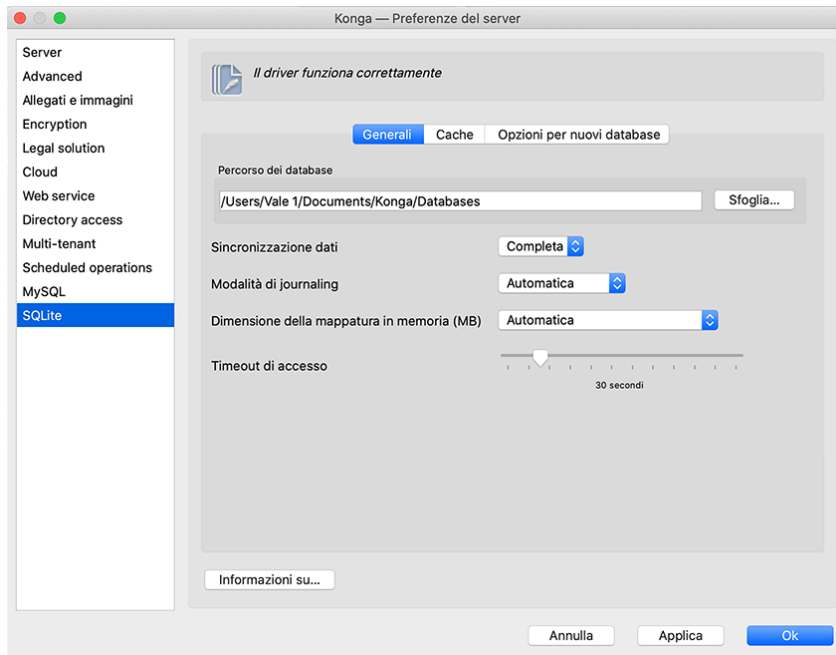 Konga — Preferenze del server
Server
Advanced
Allegati e immagini
Encryption
Legal solution
Cloud
Web service
Directory access
Multi-tenant
Scheduled operations
MySQL
SQLite
Il driver funziona correttamente
Generali Cache Opzioni per nuovi database
Percorso dei database
/Users/Vale 1/Documents/Konga/Databases Sfoglia...
Sincronizzazione dati Completa
Modalità di journaling Automatica
Dimensione della mappatura in memoria (MB) Automatica
Timeout di accesso
30 secondi
Informazioni su...
Annulla Applica Ok